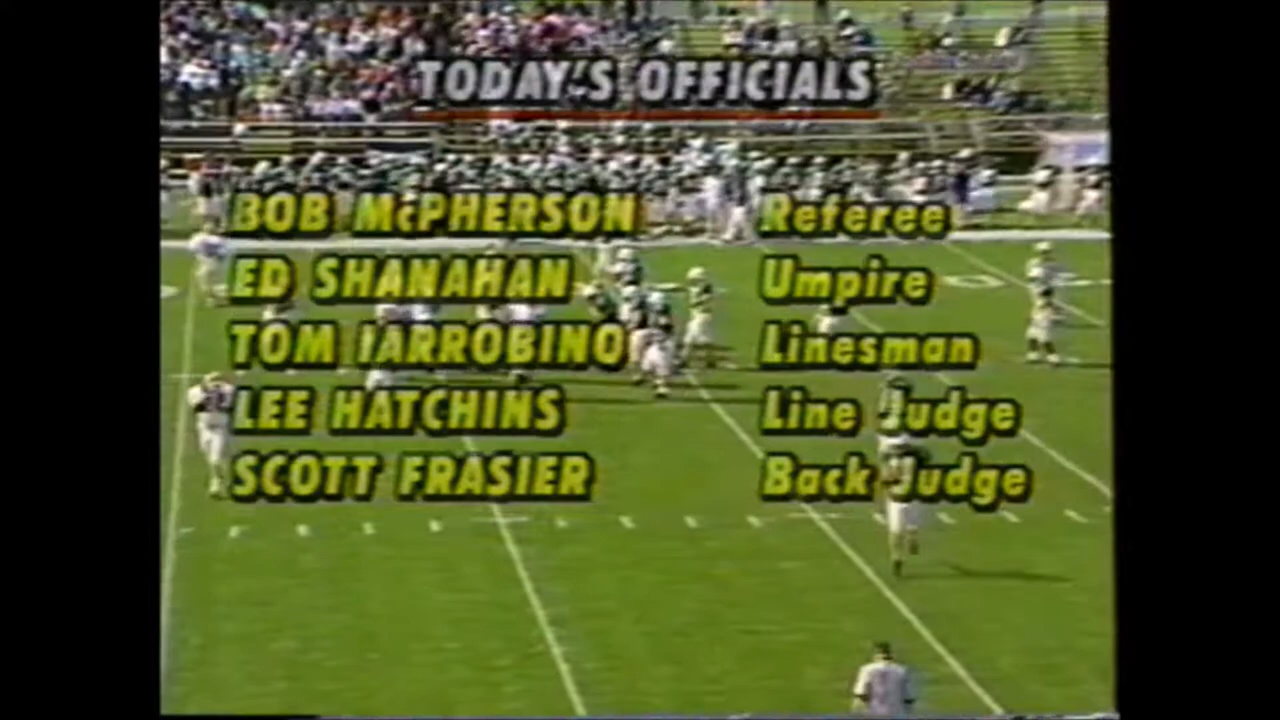 TODAY'S OFFICIALS
BOB McPHERSON Referee
ED SHANAHAN Umpire
TOM IARROBINO Linesman
LEE HATCHINS Line Judge
SCOTT FRASIER Back Judge